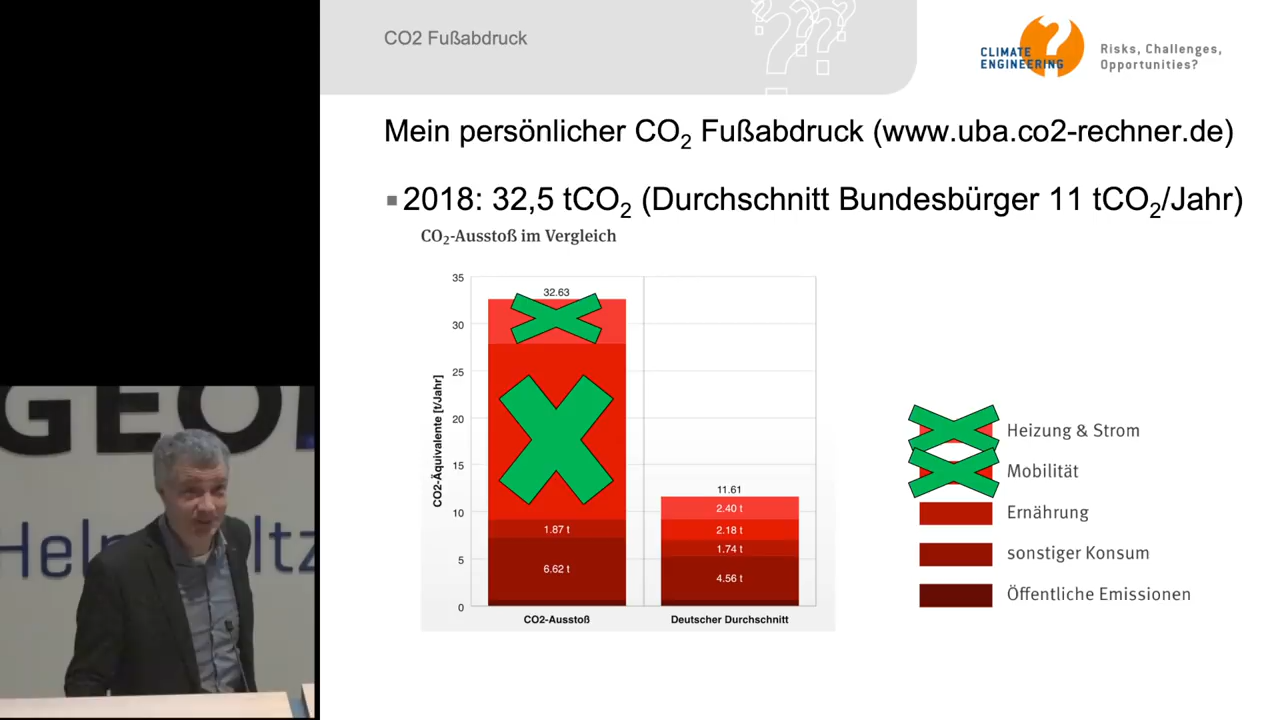 CO2 Fußabdruck
CLIMATE
ENGINEERING
Risks, Challenges,
Opportunities?
Mein persönlicher CO2 Fußabdruck (www.uba.co2-rechner.de)
2018: 32,5 tCO2 (Durchschnitt Bundesbürger 11 tCO2/Jahr)
CO2-Ausstoß im Vergleich
CO2-Äquivalente [t/Jahr]
35
30
25
20
15
10
5
0
32.63
1.87 t
6.62 t
11.61
2.40 t
2.18 t
1.74 t
4.56 t
CO2-Ausstoß
Deutscher Durchschnitt
Heizung & Strom
Mobilität
Ernährung
sonstiger Konsum
Öffentliche Emissionen